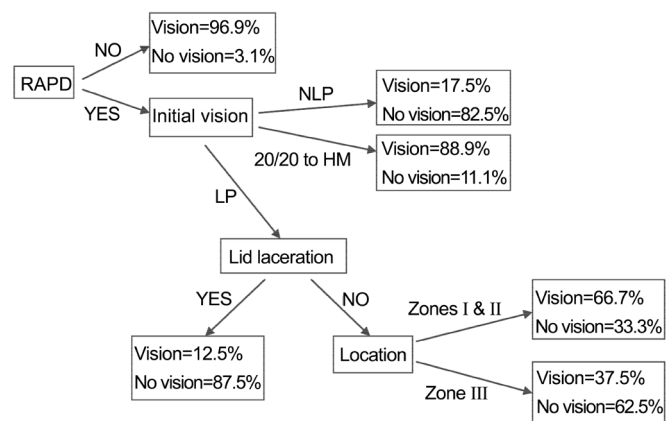 Vision=96.9%
No vision=3.1%
NO
RAPD
YES
Initial vision
NLP
Vision=17.5%
No vision=82.5%
20/20 to HM
Vision=88.9%
No vision=11.1%
LP
Lid laceration
YES
NO
Vision=12.5%
No vision=87.5%
Location
Zones I & II
Vision=66.7%
No vision=33.3%
Zone III
Vision=37.5%
No vision=62.5%